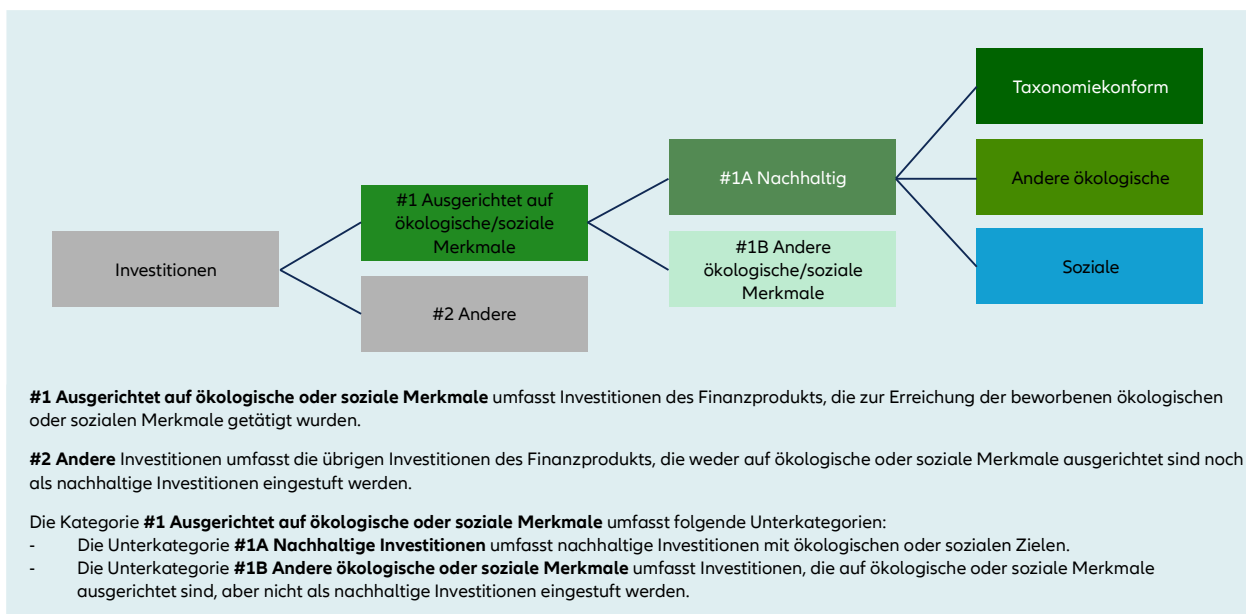 Taxonomiekonform
#1A Nachhaltig
Andere ökologische
#1 Ausgerichtet auf
ökologische/soziale
Merkmale
#1B Andere
ökologische/soziale
Merkmale
Soziale
Investitionen
#2 Andere
#1 Ausgerichtet auf ökologische oder soziale Merkmale umfasst Investitionen des Finanzprodukts, die zur Erreichung der beworbenen ökologischen
oder sozialen Merkmale getätigt wurden.
#2 Andere Investitionen umfasst die übrigen Investitionen des Finanzprodukts, die weder auf ökologische oder soziale Merkmale ausgerichtet sind noch
als nachhaltige Investitionen eingestuft werden.
Die Kategorie #1 Ausgerichtet auf ökologische oder soziale Merkmale umfasst folgende Unterkategorien:
- Die Unterkategorie #1A Nachhaltige Investitionen umfasst nachhaltige Investitionen mit ökologischen oder sozialen Zielen.
- Die Unterkategorie #1B Andere ökologische oder soziale Merkmale umfasst Investitionen, die auf ökologische oder soziale Merkmale
ausgerichtet sind, aber nicht als nachhaltige Investitionen eingestuft werden.